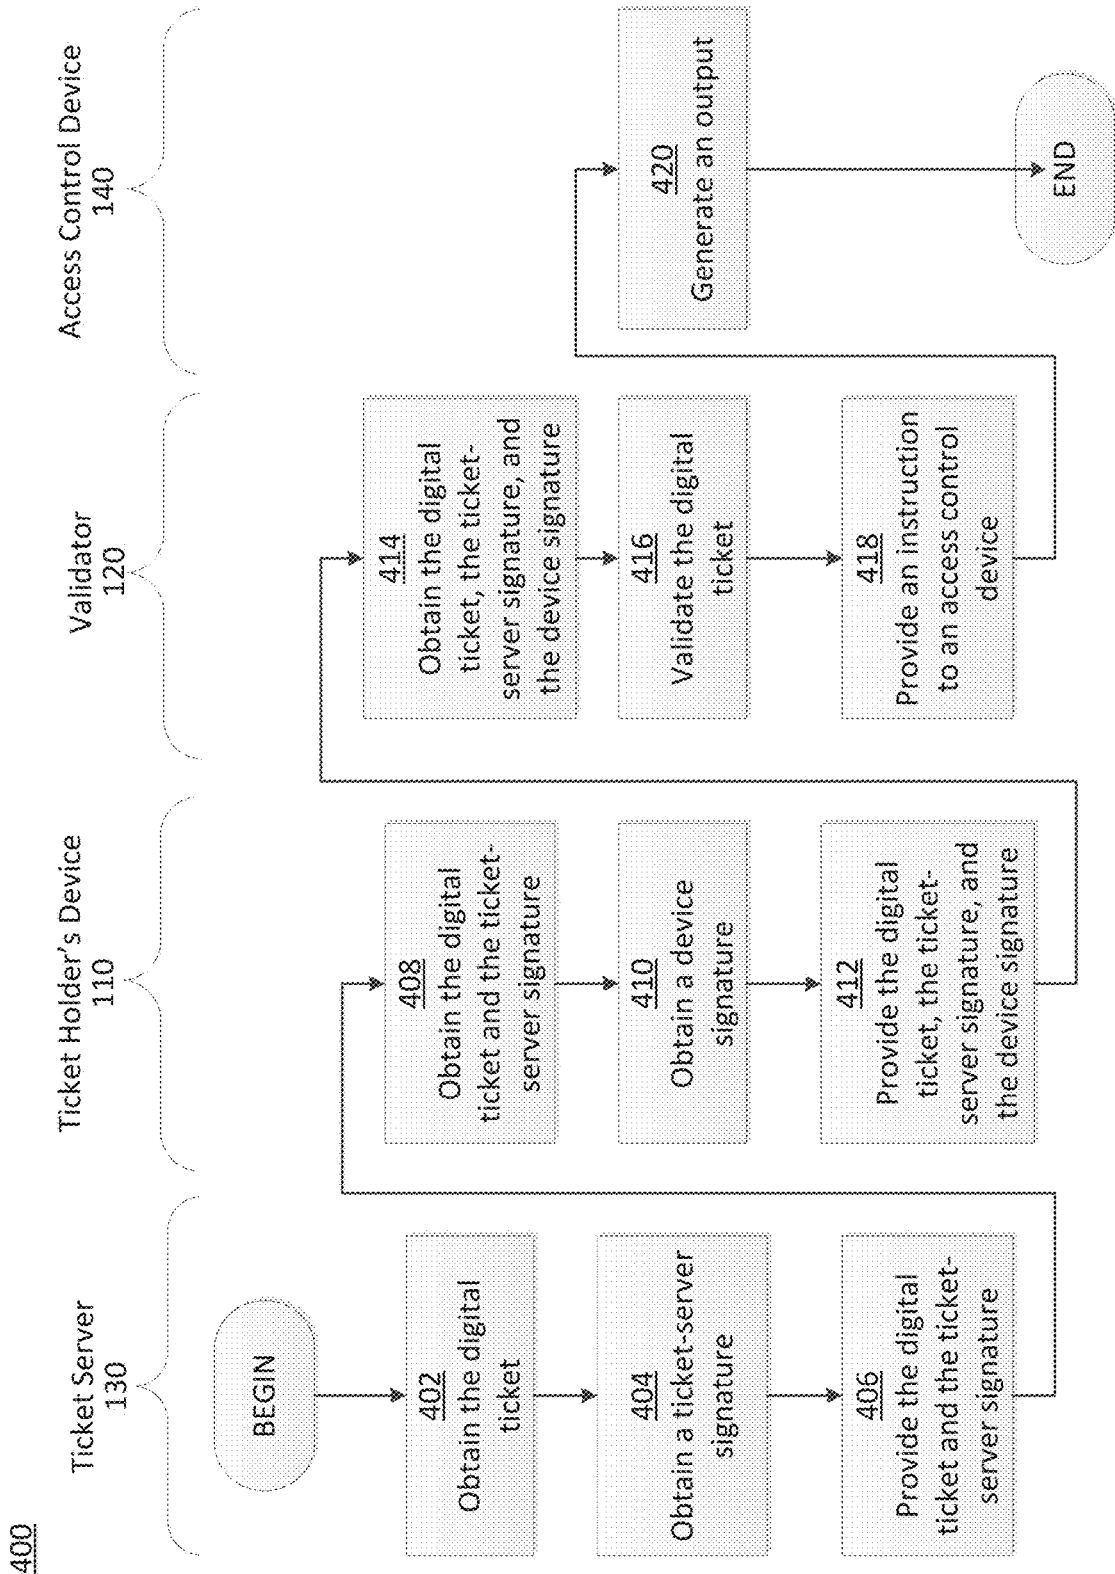 400
Ticket Server
130
BEGIN
402
Obtain the digital
ticket
404
Obtain a ticket-server
signature
406
Provide the digital
ticket and the ticket-
server signature
Ticket Holder's Device
110
408
Obtain the digital
ticket and the ticket-
server signature
410
Obtain a device
signature
412
Provide the digital
ticket, the ticket-
server signature, and
the device signature
Validator
120
414
Obtain the digital
ticket, the ticket-
server signature, and
the device signature
416
Validate the digital
ticket
418
Provide an instruction
to an access control
device
Access Control Device
140
420
Generate an output
END